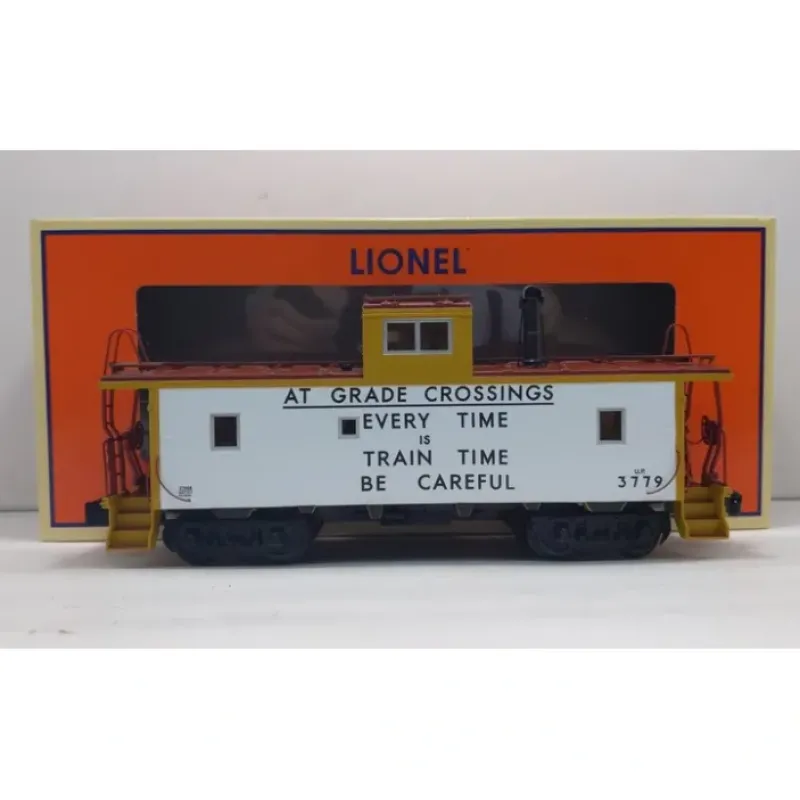 LIONEL
AT GRADE CROSSINGS
EVERY TIME
IS
TRAIN TIME
BE CAREFUL
U.P.
3779